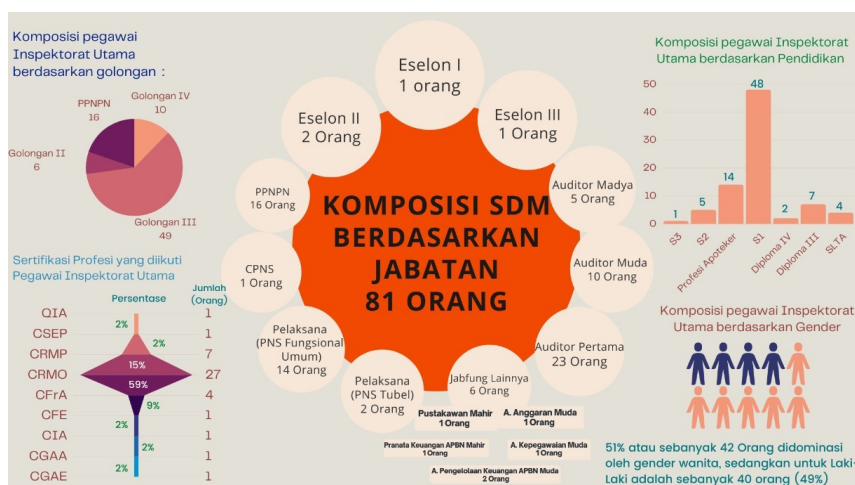 Komposisi pegawai
Inspektorat Utama
berdasarkan golongan :
PPNPN
16
Golongan IV
10
Golongan II
6
Golongan III
49
Sertifikasi Profesi yang diikuti
Pegawai Inspektorat Utama
Persentase
Jumlah
(Orang)
QIA
1
2%
CSEP
1
2%
CRMP
15%
7
CRMO
59%
27
CFrA
9%
4
CFE
1
2%
CIA
1
2%
CGAA
1
2%
CGAE
1
Eselon I
1 orang
Eselon II
2 Orang
Eselon III
1 Orang
PPNPN
16 Orang
Auditor Madya
5 Orang
KOMPOSISI SDM
BERDASARKAN
JABATAN
81 ORANG
CPNS
1 Orang
Auditor Muda
10 Orang
Pelaksana
(PNS Fungsional
Umum)
14 Orang
Auditor Pertama
23 Orang
Pelaksana
(PNS Tubel)
2 Orang
Jabfung Lainnya
6 Orang
Pustakawan Mahir
1 Orang
A. Anggaran Muda
1 Orang
Pranata Keuangan APBN Mahir
1 Orang
A. Kepegawaian Muda
1 Orang
A. Pengelolaan Keuangan APBN Muda
2 Orang
Komposisi pegawai Inspektorat
Utama berdasarkan Pendidikan
50
40
30
20
10
0
1
5
14
48
2
7
4
S3
S2
Profesi Apoteker
S1
Diploma IV
Diploma III
SLTA
Komposisi pegawai Inspektorat
Utama berdasarkan Gender
51% atau sebanyak 42 Orang didominasi
oleh gender wanita, sedangkan untuk Laki-
Laki adalah sebanyak 40 orang (49%)